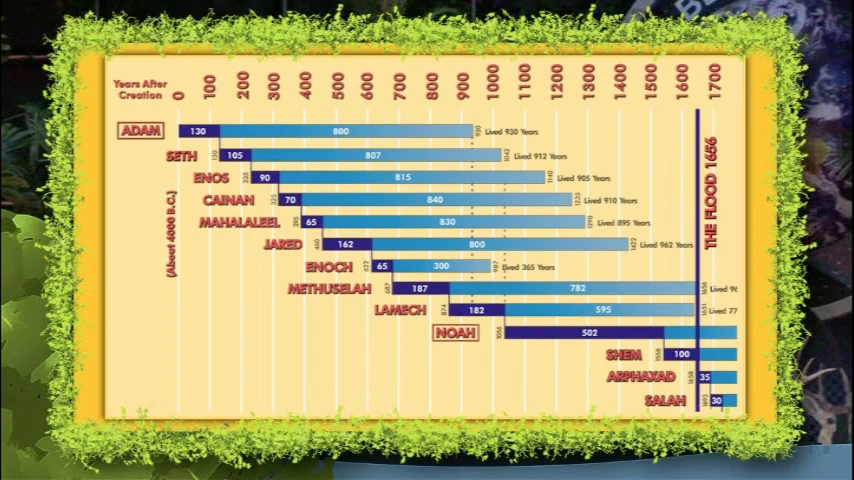 Years After
Creation
0 100 200 300 400 500 600 700 800 900 1000 1100 1200 1300 1400 1500 1600 1700
ADAM 130 800 930 Lived 930 Years
SETH 130 105 807 1042 Lived 912 Years
ENOS 235 90 815 1140 Lived 905 Years
CAINAN 325 70 840 1235 Lived 910 Years
MAHALALEEL 395 65 830 1290 Lived 895 Years
JARED 460 162 800 1422 Lived 962 Years
ENOCH 622 65 300 987 Lived 365 Years
METHUSELAH 687 187 782 1656 Lived 96
LAMECH 874 182 595 1651 Lived 77
NOAH 1056 502
SHEM 1558 100
ARPHAXAD 1658 35
SALAH 1693 30
(About 4000 B.C.)
THE FLOOD 1656